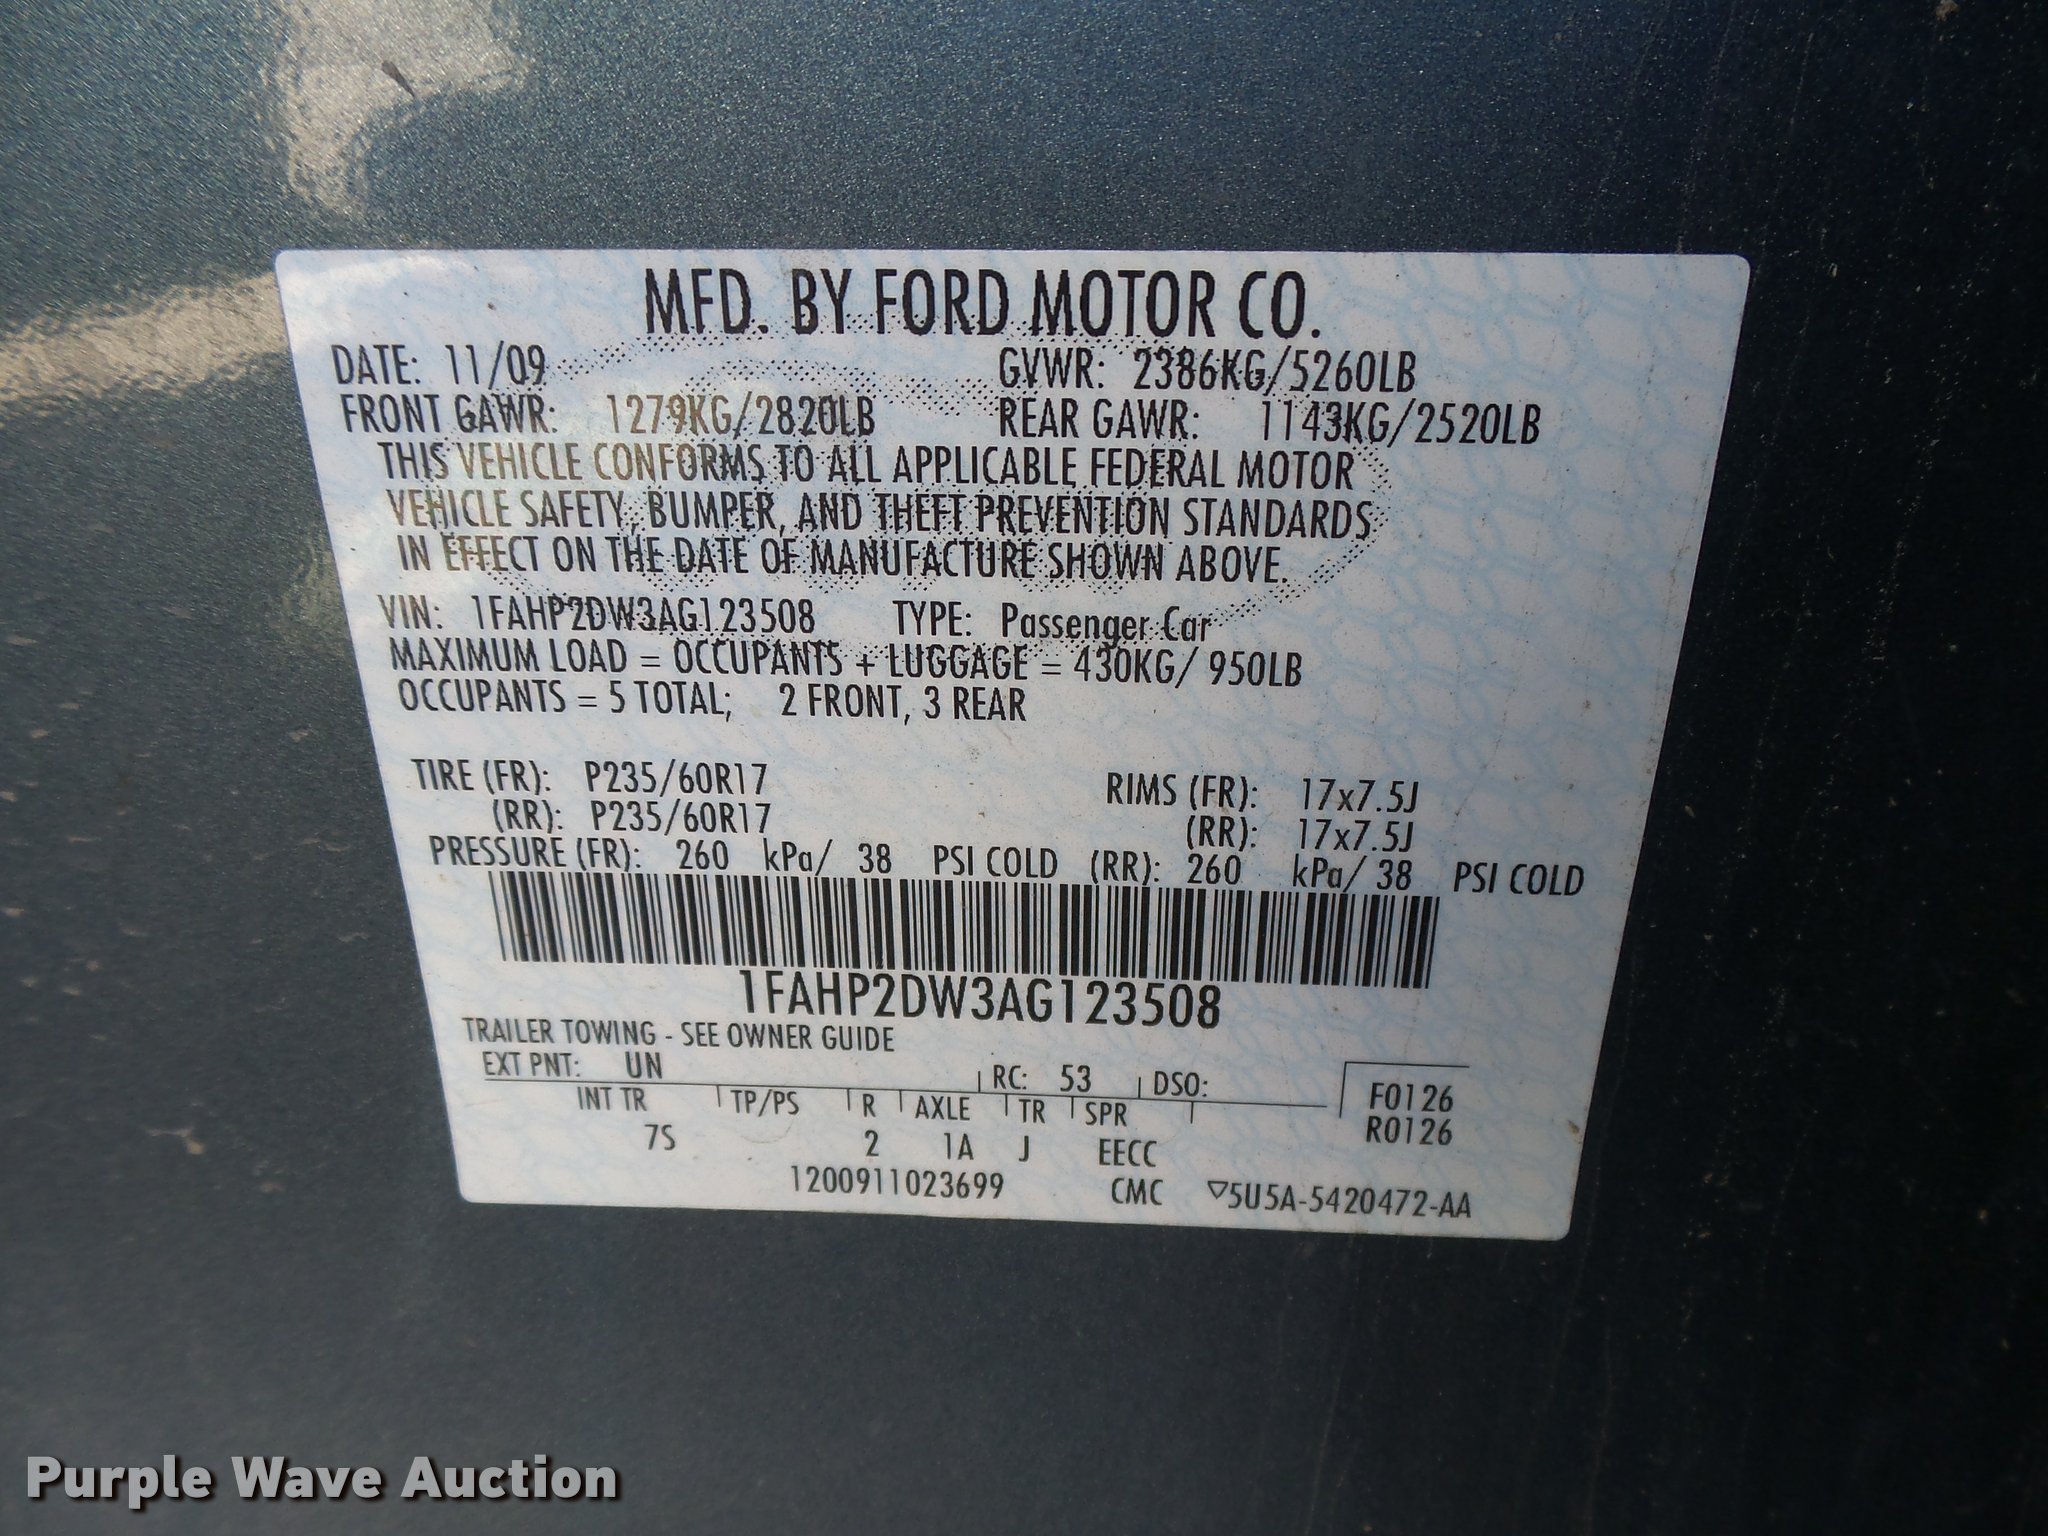 MFD. BY FORD MOTOR CO.
DATE: 11/09 GVWR: 2386KG/5260LB
FRONT GAWR: 1279KG/2820LB REAR GAWR: 1143KG/2520LB
THIS VEHICLE CONFORMS TO ALL APPLICABLE FEDERAL MOTOR
VEHICLE SAFETY, BUMPER, AND THEFT PREVENTION STANDARDS
IN EFFECT ON THE DATE OF MANUFACTURE SHOWN ABOVE.
VIN: 1FAHP2DW3AG123508 TYPE: Passenger Car
MAXIMUM LOAD = OCCUPANTS + LUGGAGE = 430KG/ 950LB
OCCUPANTS = 5 TOTAL; 2 FRONT, 3 REAR
TIRE (FR): P235/60R17 RIMS (FR): 17x7.5J
(RR): P235/60R17 (RR): 17x7.5J
PRESSURE (FR): 260 kPa/ 38 PSI COLD (RR): 260 kPa/ 38 PSI COLD
1FAHP2DW3AG123508
TRAILER TOWING - SEE OWNER GUIDE
EXT PNT: UN RC: 53 DSO: F0126
INT TR TP/PS R AXLE TR SPR R0126
7S 2 1A J EECC
1200911023699 CMC ▽5U5A-5420472-AA
Purple Wave Auction